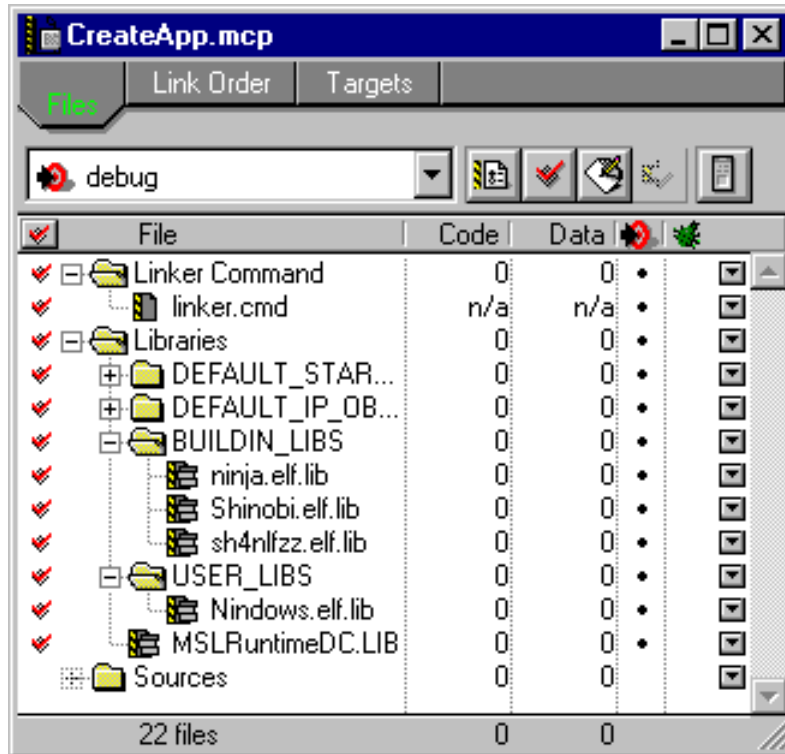 CreateApp.mcp
Files Link Order Targets
debug
File Code Data
Linker Command 0 0
linker.cmd n/a n/a
Libraries 0 0
DEFAULT_STAR... 0 0
DEFAULT_IP_OB... 0 0
BUILDIN_LIBS 0 0
ninja.elf.lib 0 0
Shinobi.elf.lib 0 0
sh4nlfzz.elf.lib 0 0
USER_LIBS 0 0
Nindows.elf.lib 0 0
MSLRuntimeDC.LIB 0 0
Sources 0 0
22 files 0 0